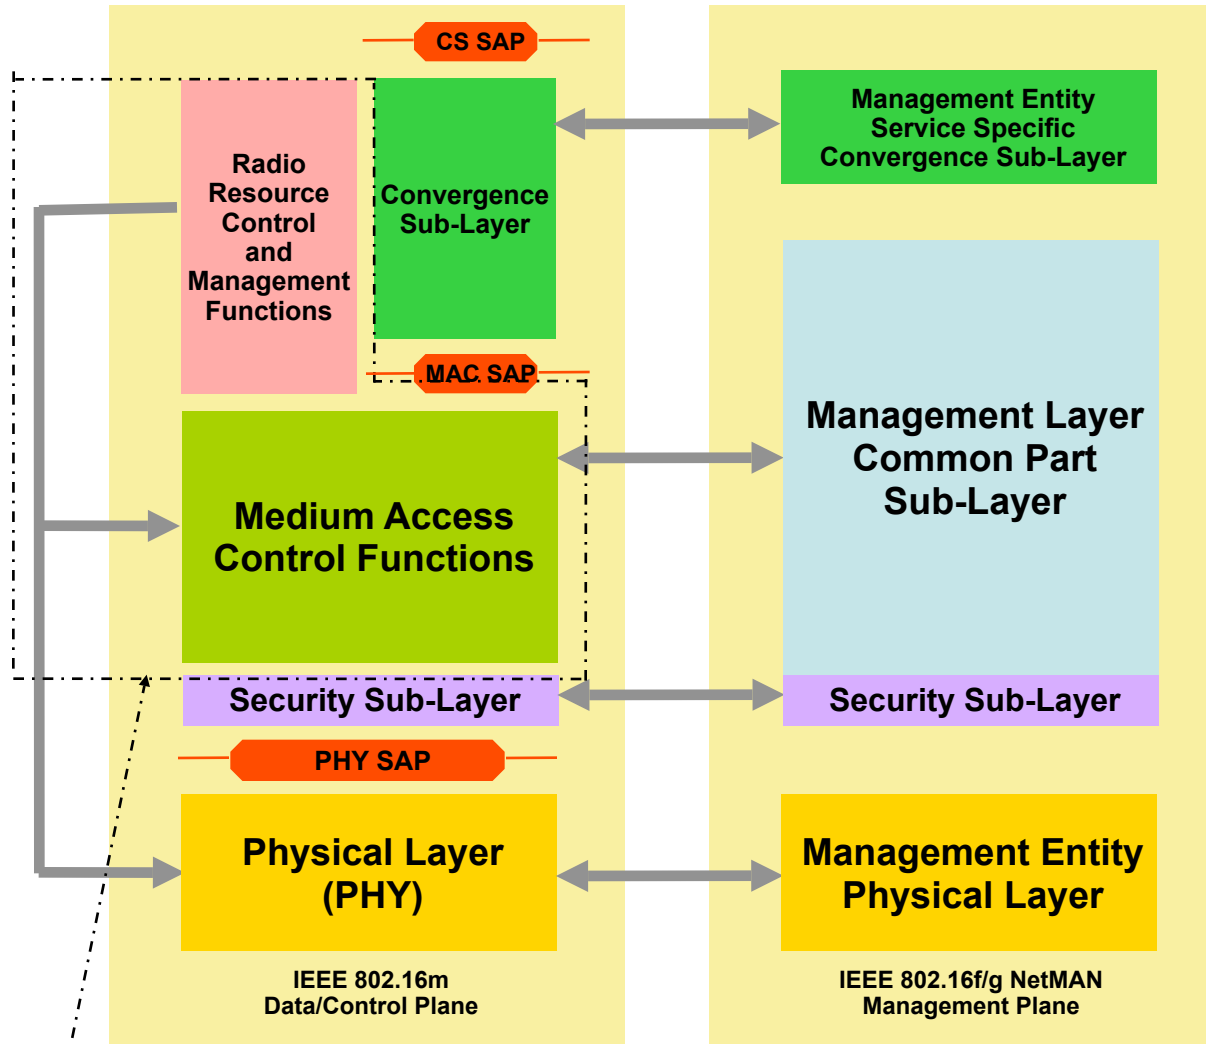 CS SAP
Radio
Resource
Control
and
Management
Functions
Convergence
Sub-Layer
MAC SAP
Medium Access
Control Functions
Security Sub-Layer
PHY SAP
Physical Layer
(PHY)
IEEE 802.16m
Data/Control Plane
Management Entity
Service Specific
Convergence Sub-Layer
Management Layer
Common Part
Sub-Layer
Security Sub-Layer
Management Entity
Physical Layer
IEEE 802.16f/g NetMAN
Management Plane